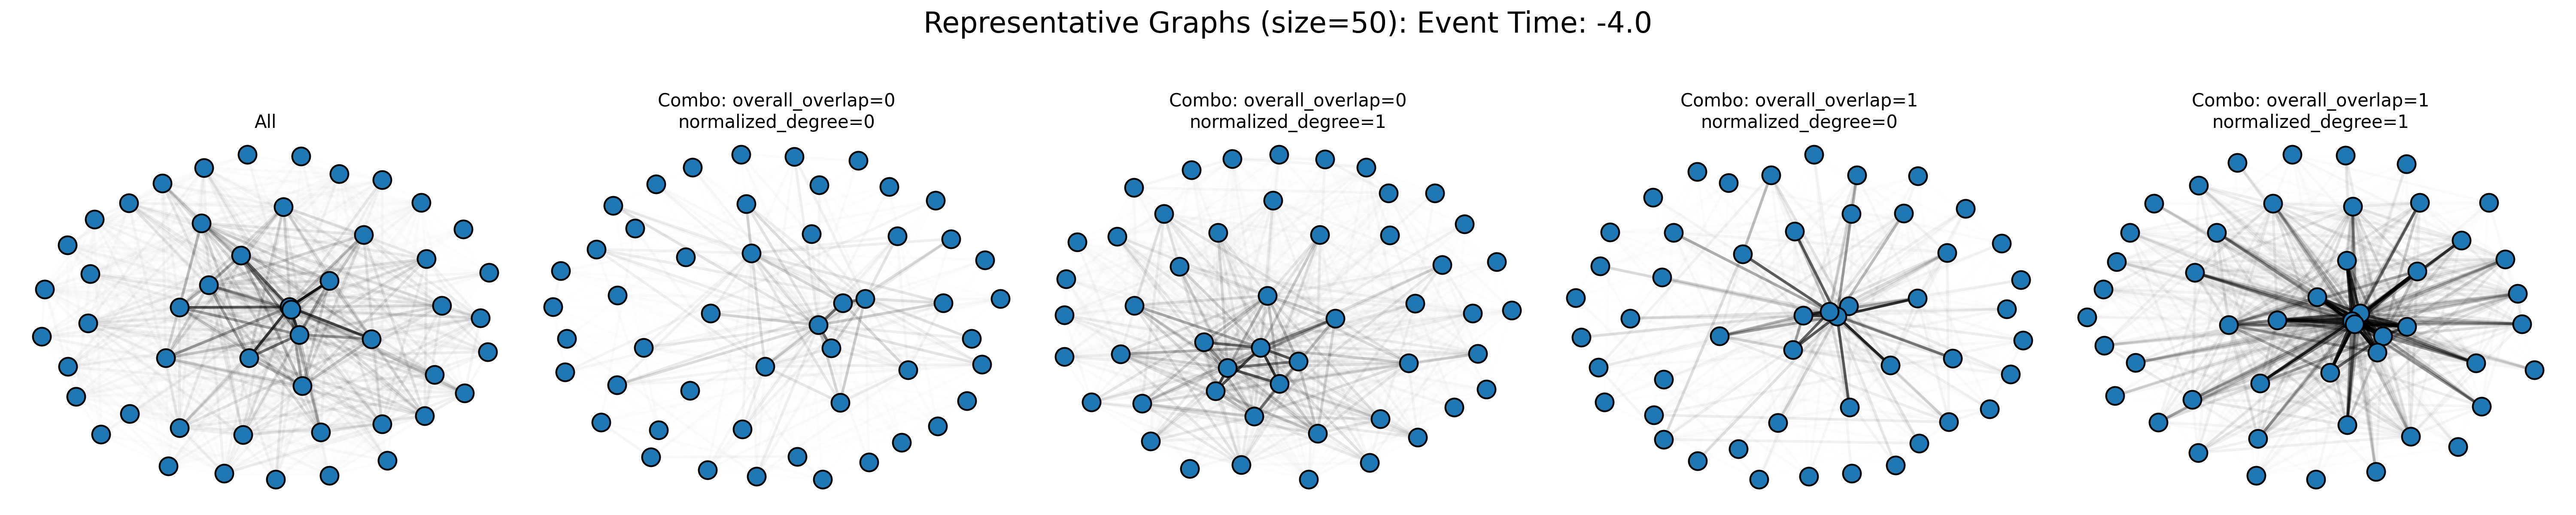 Representative Graphs (size=50): Event Time: -4.0
All
Combo: overall_overlap=0
normalized_degree=0
Combo: overall_overlap=0
normalized_degree=1
Combo: overall_overlap=1
normalized_degree=0
Combo: overall_overlap=1
normalized_degree=1